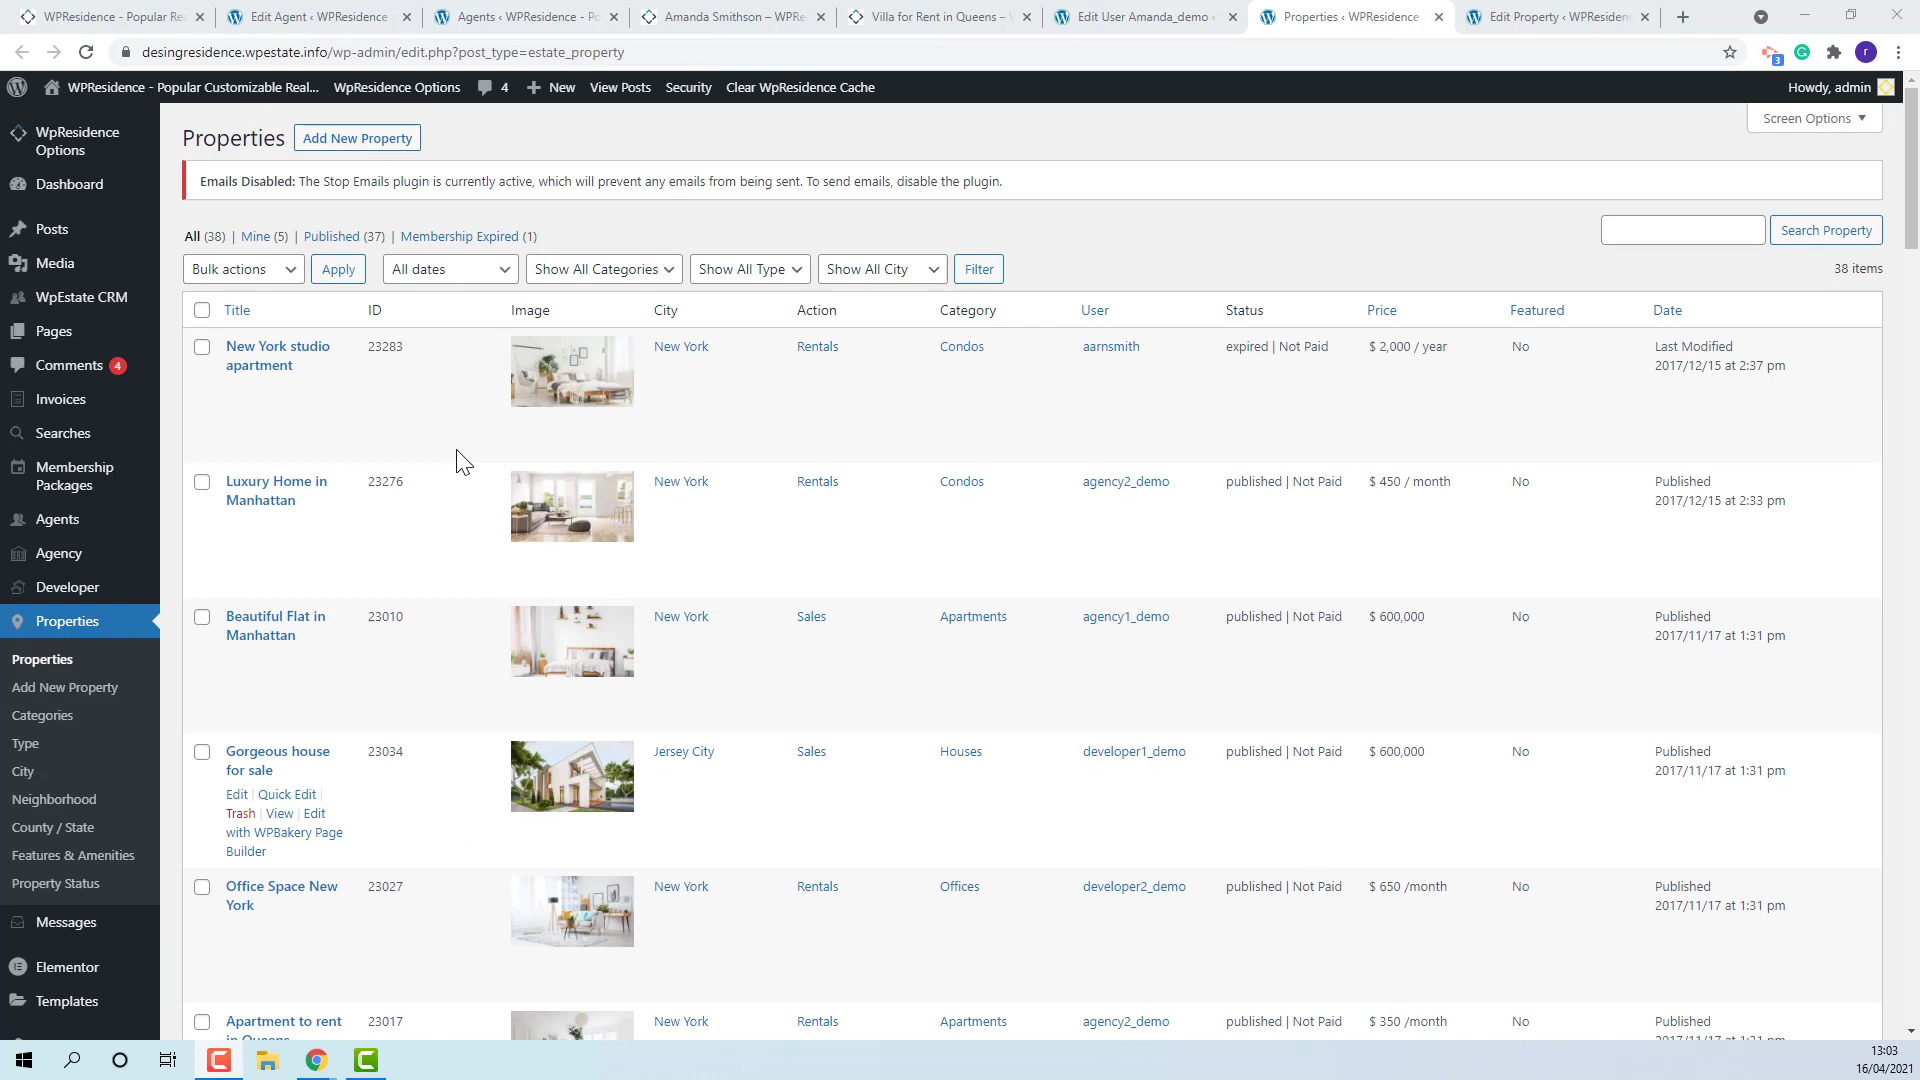 WPResidence - Popular Re
Edit Agent ‹ WPResidence
Agents ‹ WPResidence - Po
Amanda Smithson – WPRe
Villa for Rent in Queens –
Edit User Amanda_demo ‹
Properties ‹ WPResidence
Edit Property ‹ WPResiden
desingresidence.wpestate.info/wp-admin/edit.php?post_type=estate_property
3
r
WPResidence - Popular Customizable Real...
WpResidence Options
4
New
View Posts
Security
Clear WpResidence Cache
Howdy, admin
WpResidence
Options
Dashboard
Posts
Media
WpEstate CRM
Pages
Comments 4
Invoices
Searches
Membership
Packages
Agents
Agency
Developer
Properties
Properties
Add New Property
Categories
Type
City
Neighborhood
County / State
Features & Amenities
Property Status
Messages
Elementor
Templates
Screen Options
Properties Add New Property
Emails Disabled: The Stop Emails plugin is currently active, which will prevent any emails from being sent. To send emails, disable the plugin.
All (38) | Mine (5) | Published (37) | Membership Expired (1)
Search Property
Bulk actions Apply All dates Show All Categories Show All Type Show All City Filter
38 items
Title ID Image City Action Category User Status Price Featured Date
New York studio 23283 New York Rentals Condos aarnsmith expired | Not Paid $ 2,000 / year No Last Modified
apartment 2017/12/15 at 2:37 pm
Luxury Home in 23276 New York Rentals Condos agency2_demo published | Not Paid $ 450 / month No Published
Manhattan 2017/12/15 at 2:33 pm
Beautiful Flat in 23010 New York Sales Apartments agency1_demo published | Not Paid $ 600,000 No Published
Manhattan 2017/11/17 at 1:31 pm
Gorgeous house 23034 Jersey City Sales Houses developer1_demo published | Not Paid $ 600,000 No Published
for sale 2017/11/17 at 1:31 pm
Edit | Quick Edit |
Trash | View | Edit
with WPBakery Page
Builder
Office Space New 23027 New York Rentals Offices developer2_demo published | Not Paid $ 650 /month No Published
York 2017/11/17 at 1:31 pm
Apartment to rent 23017 New York Rentals Apartments agency2_demo published | Not Paid $ 350 /month No Published
in Queens 2017/11/17 at 1:31 pm
13:03
16/04/2021